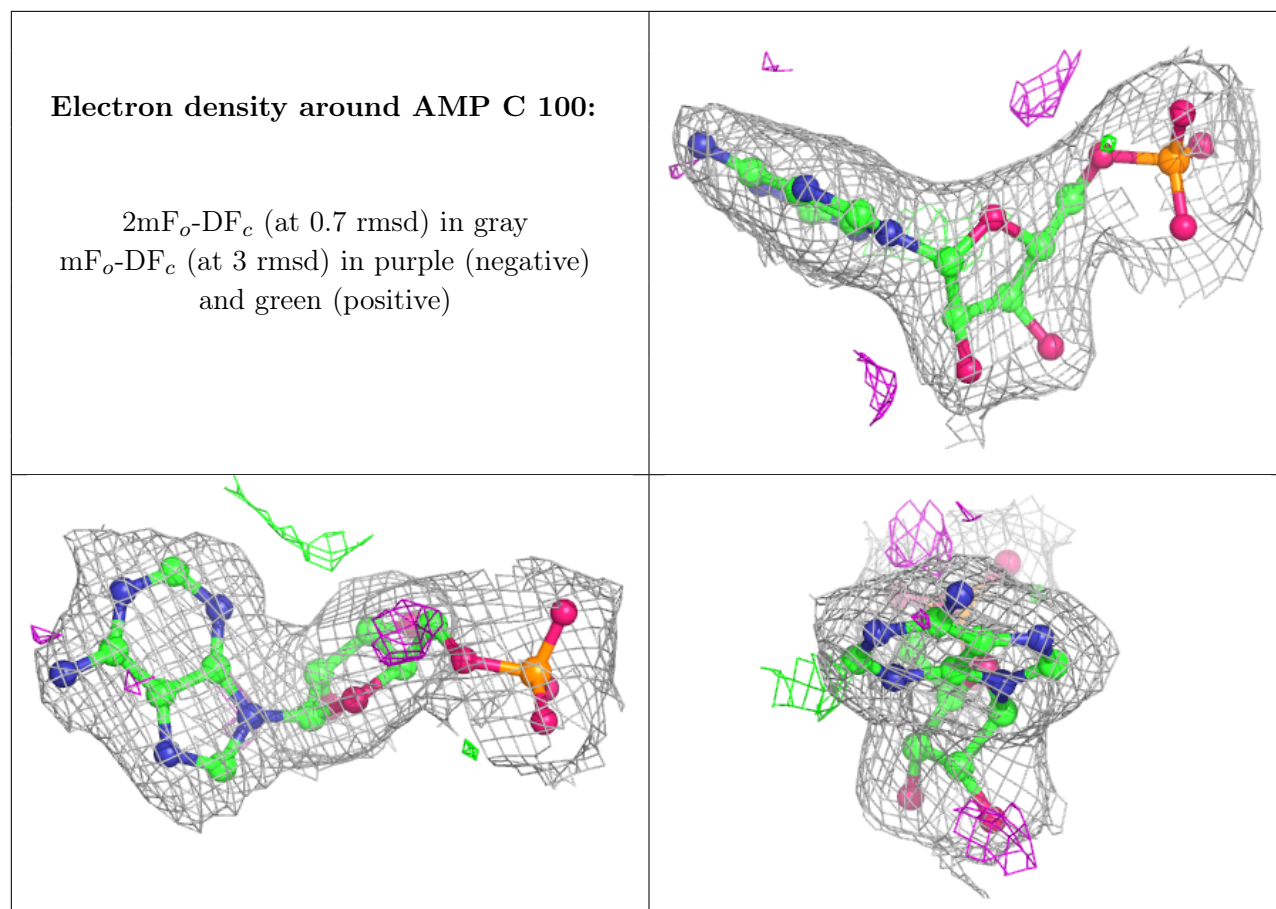 Electron density around AMP C 100:
2mFo-DFc (at 0.7 rmsd) in gray
mFo-DFc (at 3 rmsd) in purple (negative)
and green (positive)